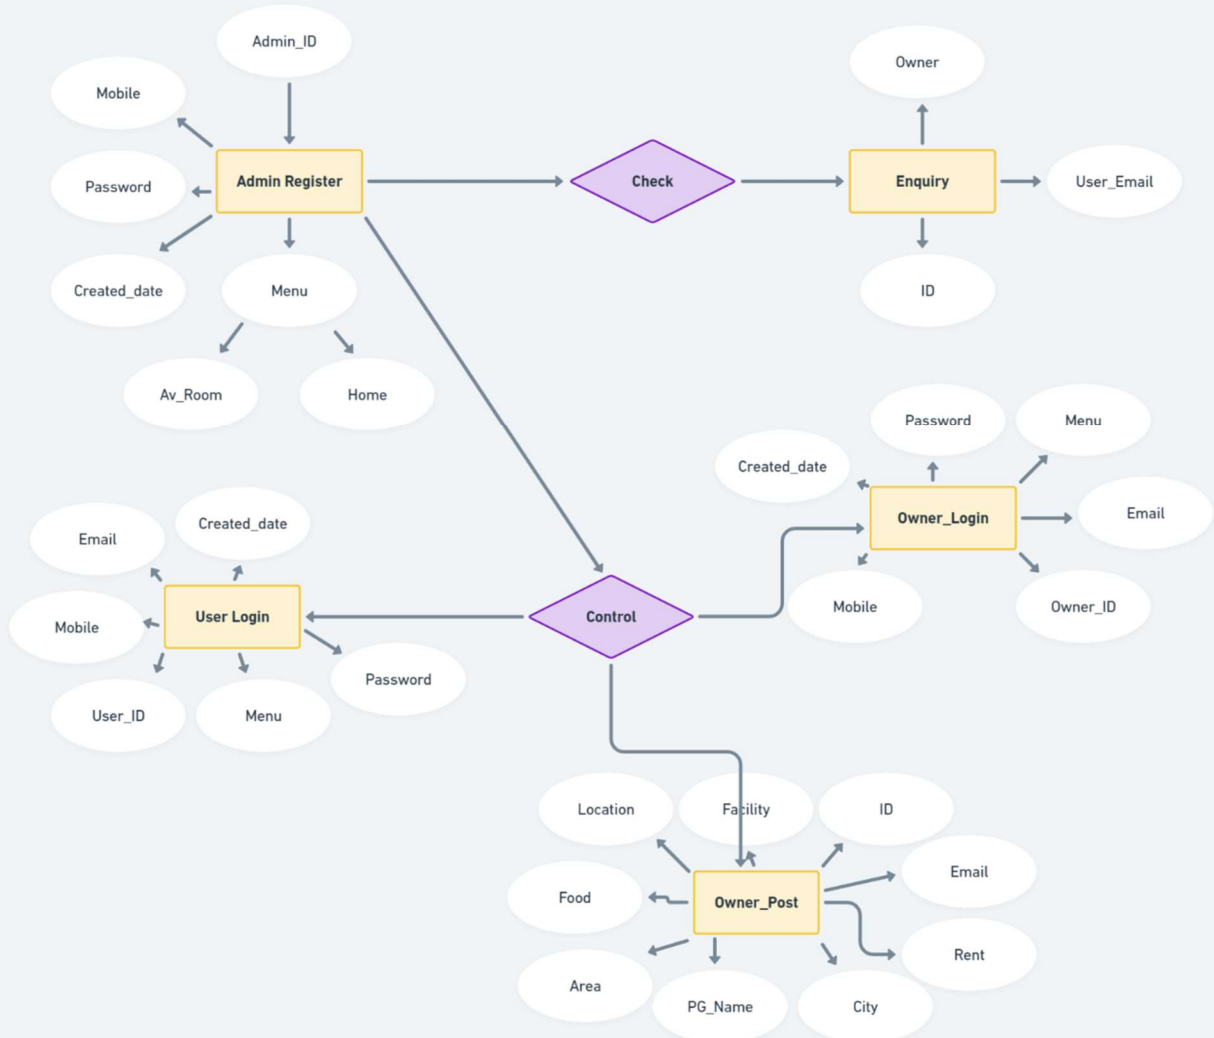 Admin_ID
Owner
Mobile
Password
Admin Register
Check
Enquiry
User_Email
Created_date
Menu
ID
Av_Room
Home
Password
Menu
Created_date
Owner_Login
Email
Mobile
Owner_ID
Email
Created_date
Mobile
User Login
Control
Password
User_ID
Menu
Location
Facility
ID
Food
Owner_Post
Email
Rent
Area
PG_Name
City